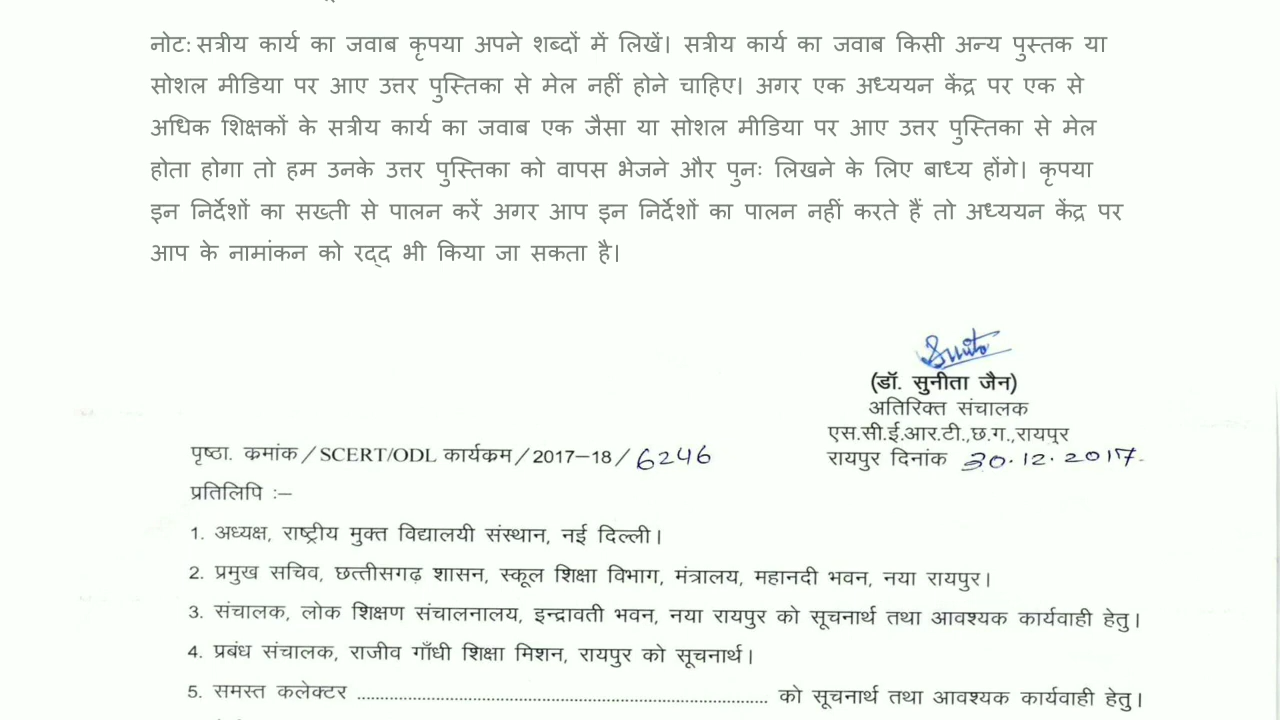 नोट: सत्रीय कार्य का जवाब कृपया अपने शब्दों में लिखें। सत्रीय कार्य का जवाब किसी अन्य पुस्तक या
सोशल मीडिया पर आए उत्तर पुस्तिका से मेल नहीं होने चाहिए। अगर एक अध्ययन केंद्र पर एक से
अधिक शिक्षकों के सत्रीय कार्य का जवाब एक जैसा या सोशल मीडिया पर आए उत्तर पुस्तिका से मेल
होता होगा तो हम उनके उत्तर पुस्तिका को वापस भेजने और पुनः लिखने के लिए बाध्य होंगे। कृपया
इन निर्देशों का सख्ती से पालन करें अगर आप इन निर्देशों का पालन नहीं करते हैं तो अध्ययन केंद्र पर
आप के नामांकन को रद्द भी किया जा सकता है।
(डॉ. सुनीता जैन)
अतिरिक्त संचालक
एस.सी.ई.आर.टी.,छ.ग.,रायपुर
रायपुर दिनांक 30.12.2017
पृष्ठा. क्रमांक / SCERT/ODL कार्यक्रम / 2017–18 / 6246
प्रतिलिपि :–
1. अध्यक्ष, राष्ट्रीय मुक्त विद्यालयी संस्थान, नई दिल्ली।
2. प्रमुख सचिव, छत्तीसगढ़ शासन, स्कूल शिक्षा विभाग, मंत्रालय, महानदी भवन, नया रायपुर।
3. संचालक, लोक शिक्षण संचालनालय, इन्द्रावती भवन, नया रायपुर को सूचनार्थ तथा आवश्यक कार्यवाही हेतु।
4. प्रबंध संचालक, राजीव गाँधी शिक्षा मिशन, रायपुर को सूचनार्थ।
5. समस्त कलेक्टर ........................................ को सूचनार्थ तथा आवश्यक कार्यवाही हेतु।